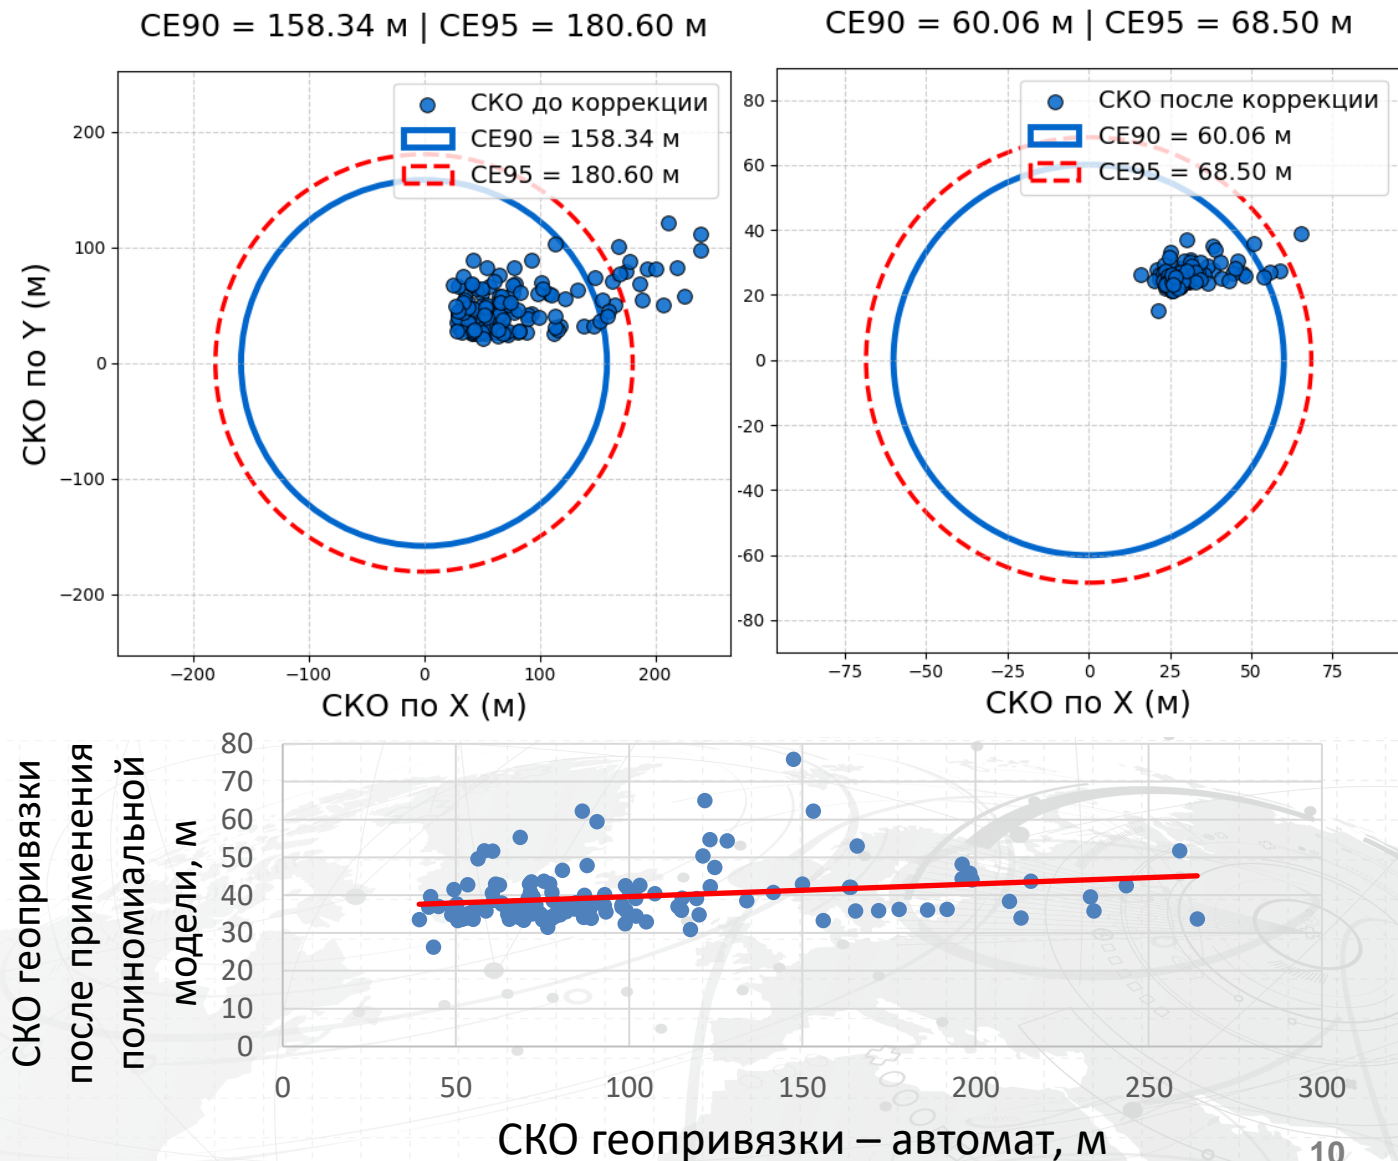 CE90 = 158.34 м | CE95 = 180.60 м
СКО до коррекции
CE90 = 158.34 м
CE95 = 180.60 м
СКО по Y (м)
200
100
0
−100
−200
−200
−100
0
100
200
СКО по X (м)
CE90 = 60.06 м | CE95 = 68.50 м
СКО после коррекции
CE90 = 60.06 м
CE95 = 68.50 м
80
60
40
20
0
-20
-40
-60
-80
−75
−50
−25
0
25
50
75
СКО по X (м)
СКО геопривязки
после применения
полиномиальной
модели, м
80
70
60
50
40
30
20
10
0
0
50
100
150
200
250
300
СКО геопривязки – автомат, м
10